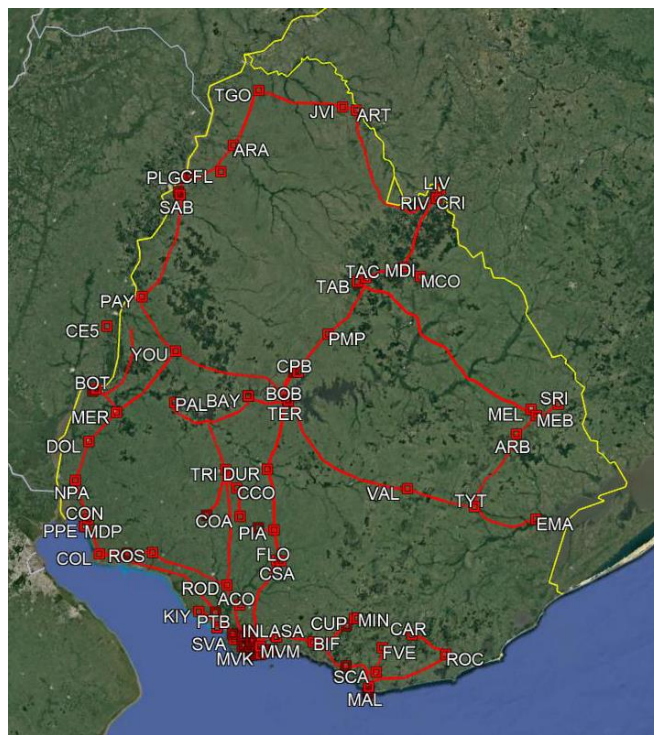 TGO
JVI ART
ARA
PLG CFL
SAB
LIV
RIV CRI
TAC MDI
TAB MCO
PAY
CE5
PMP
YOU
CPB
BOT
BAY BOB
PAL
MER TER
SRI
MEL MEB
DOL
ARB
TRI DUR
NPA
CCO
VAL
TYT
CON
COA
PPE MDP
PIA
EMA
COL ROS
FLO
CSA
ROD
ACO
KIY
PTB
CUP MIN
SVA
INLASA
CAR
MVK MVM
BIF
FVE
ROC
SCA
MAL